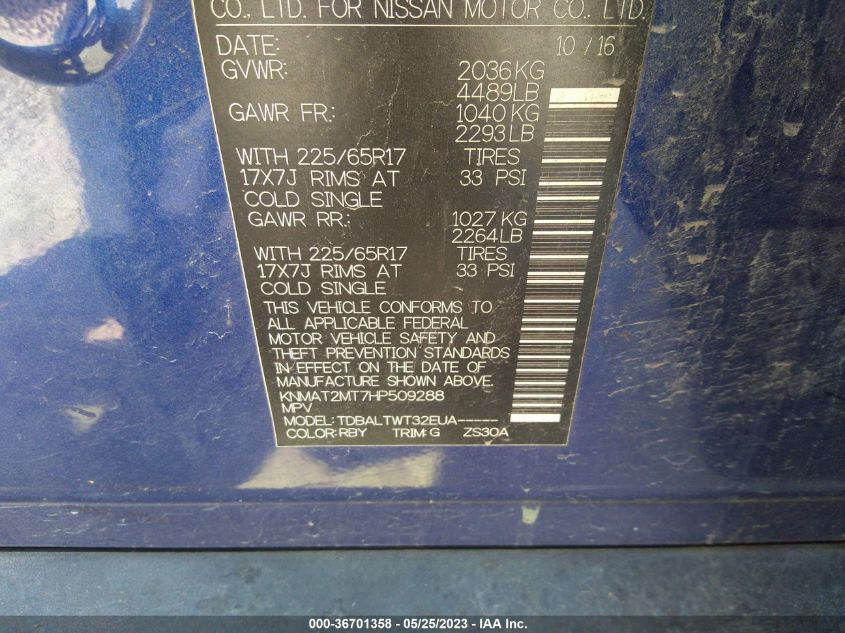 CO., LTD. FOR NISSAN MOTOR CO., LTD.
DATE: 10 / 16
GVWR: 2036KG
4489LB
GAWR FR: 1040 KG
2293LB
WITH 225/65R17 TIRES
17X7J RIMS AT 33 PSI
COLD SINGLE
GAWR RR: 1027 KG
2264LB
WITH 225/65R17 TIRES
17X7J RIMS AT 33 PSI
COLD SINGLE
THIS VEHICLE CONFORMS TO
ALL APPLICABLE FEDERAL
MOTOR VEHICLE SAFETY AND
THEFT PREVENTION STANDARDS
IN EFFECT ON THE DATE OF
MANUFACTURE SHOWN ABOVE.
KNMAT2MT7HP509288
MPV
MODEL: TDBALTWT32EUA-----
COLOR: RBY TRIM: G ZS30A
000-36701358 - 05/25/2023 - IAA Inc.